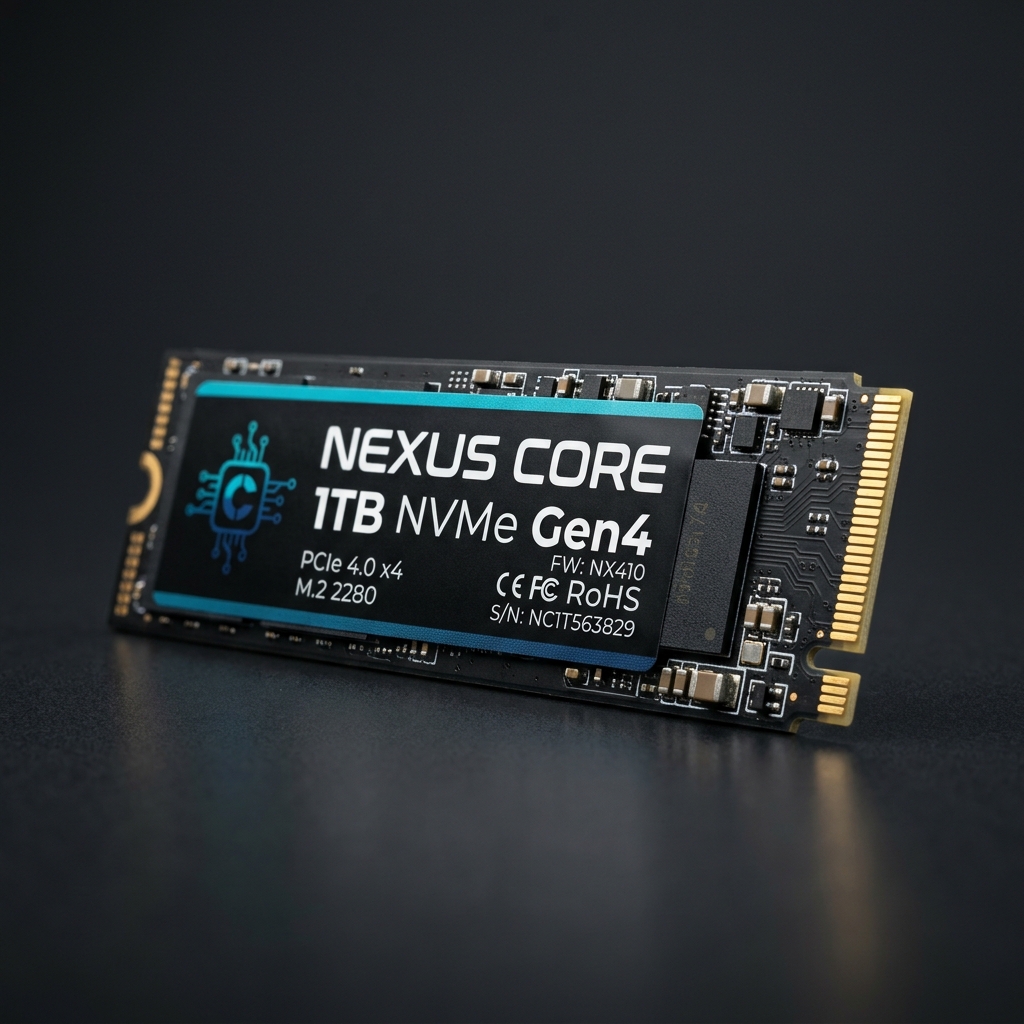 NEXUS CORE
1TB NVMe Gen4
PCIe 4.0 x4
M.2 2280
FW: NX410
CE FC RoHS
S/N: NC1T563829